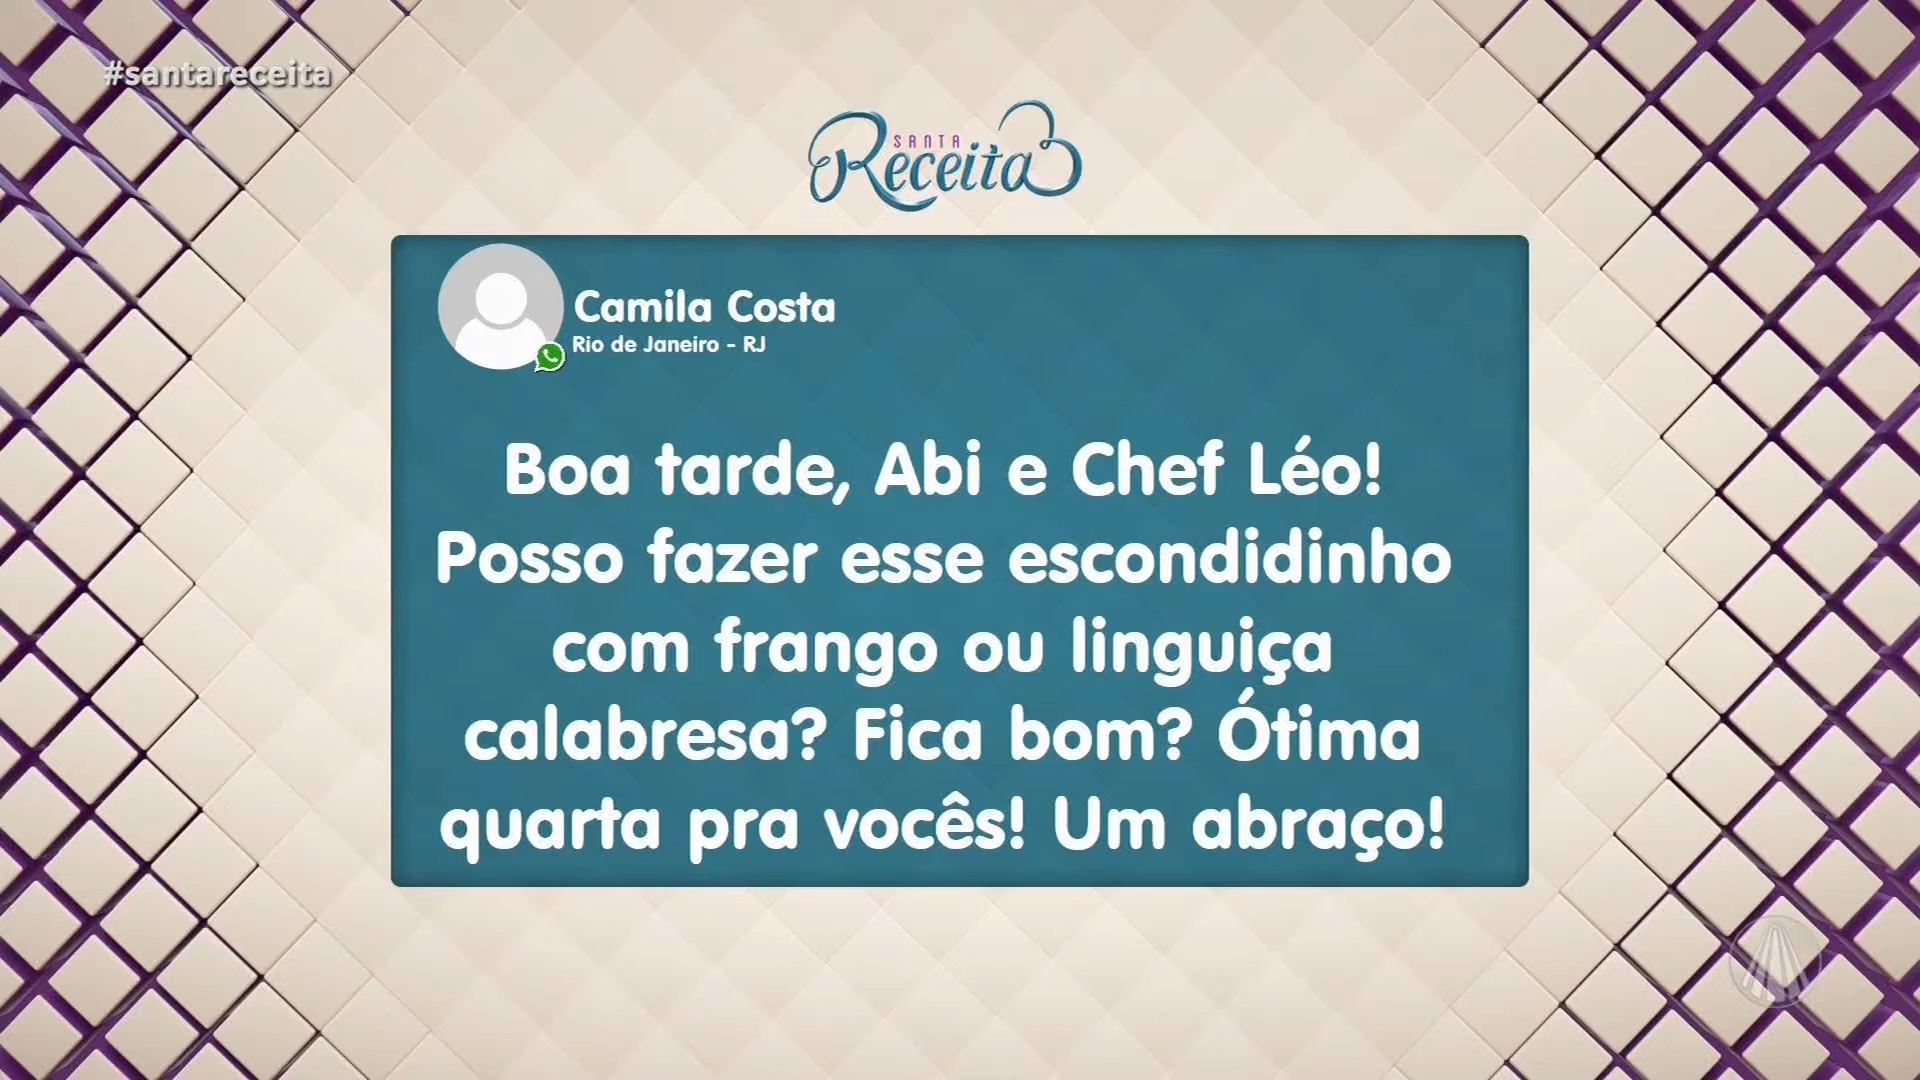 #santareceita
SANTA
Receita
Camila Costa
Rio de Janeiro - RJ
Boa tarde, Abi e Chef Léo!
Posso fazer esse escondidinho
com frango ou linguiça
calabresa? Fica bom? Ótima
quarta pra vocês! Um abraço!